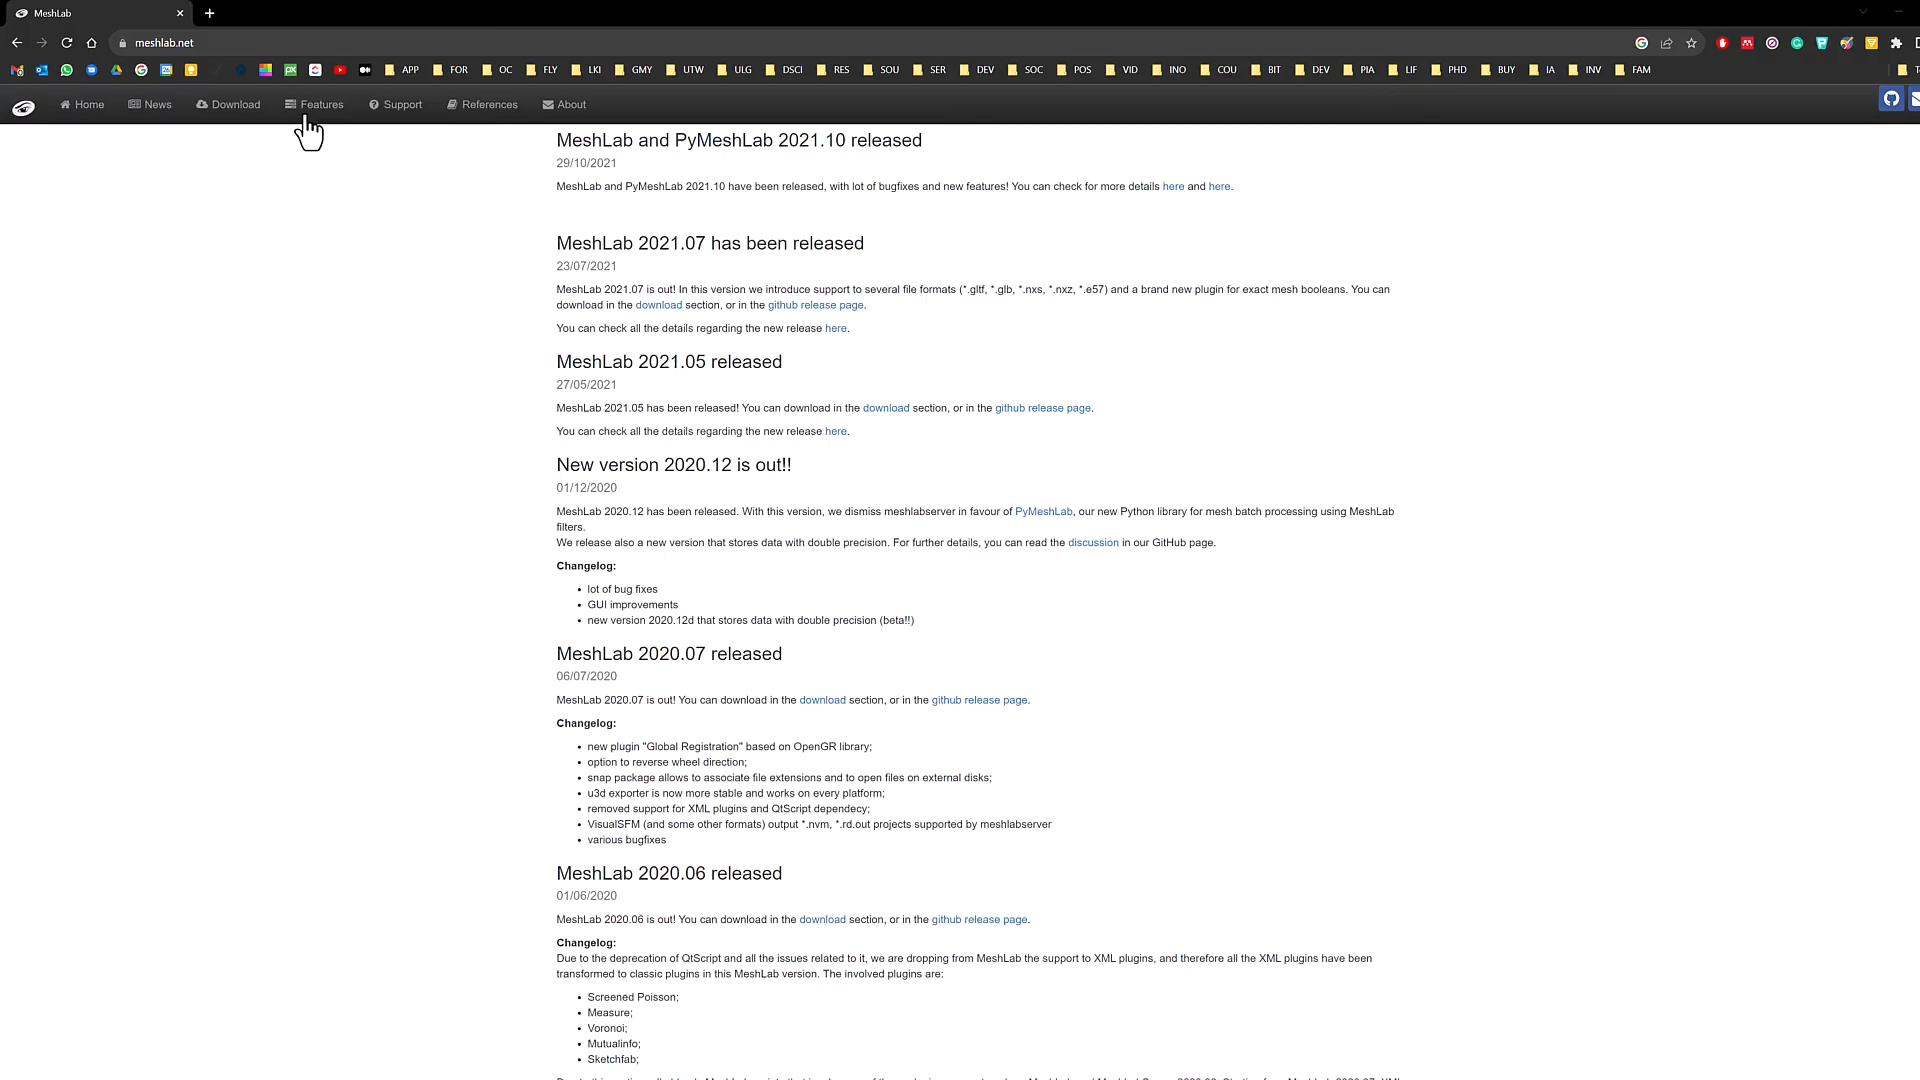 MeshLab
meshlab.net
APP FOR OC FLY LKI GMY UTW ULG DSCI RES SOU SER DEV SOC POS VID INO COU BIT DEV PIA LIF PHD BUY IA INV FAM
Home News Download Features Support References About
MeshLab and PyMeshLab 2021.10 released
29/10/2021
MeshLab and PyMeshLab 2021.10 have been released, with lot of bugfixes and new features! You can check for more details here and here.
MeshLab 2021.07 has been released
23/07/2021
MeshLab 2021.07 is out! In this version we introduce support to several file formats (*.gltf, *.glb, *.nxs, *.nxz, *.e57) and a brand new plugin for exact mesh booleans. You can
download in the download section, or in the github release page.
You can check all the details regarding the new release here.
MeshLab 2021.05 released
27/05/2021
MeshLab 2021.05 has been released! You can download in the download section, or in the github release page.
You can check all the details regarding the new release here.
New version 2020.12 is out!!
01/12/2020
MeshLab 2020.12 has been released. With this version, we dismiss meshlabserver in favour of PyMeshLab, our new Python library for mesh batch processing using MeshLab
filters.
We release also a new version that stores data with double precision. For further details, you can read the discussion in our GitHub page.
Changelog:
• lot of bug fixes
• GUI improvements
• new version 2020.12d that stores data with double precision (beta!!)
MeshLab 2020.07 released
06/07/2020
MeshLab 2020.07 is out! You can download in the download section, or in the github release page.
Changelog:
• new plugin "Global Registration" based on OpenGR library;
• option to reverse wheel direction;
• snap package allows to associate file extensions and to open files on external disks;
• u3d exporter is now more stable and works on every platform;
• removed support for XML plugins and QtScript dependecy;
• VisualSFM (and some other formats) output *.nvm, *.rd.out projects supported by meshlabserver
• various bugfixes
MeshLab 2020.06 released
01/06/2020
MeshLab 2020.06 is out! You can download in the download section, or in the github release page.
Changelog:
Due to the deprecation of QtScript and all the issues related to it, we are dropping from MeshLab the support to XML plugins, and therefore all the XML plugins have been
transformed to classic plugins in this MeshLab version. The involved plugins are:
• Screened Poisson;
• Measure;
• Voronoi;
• Mutualinfo;
• Sketchfab;